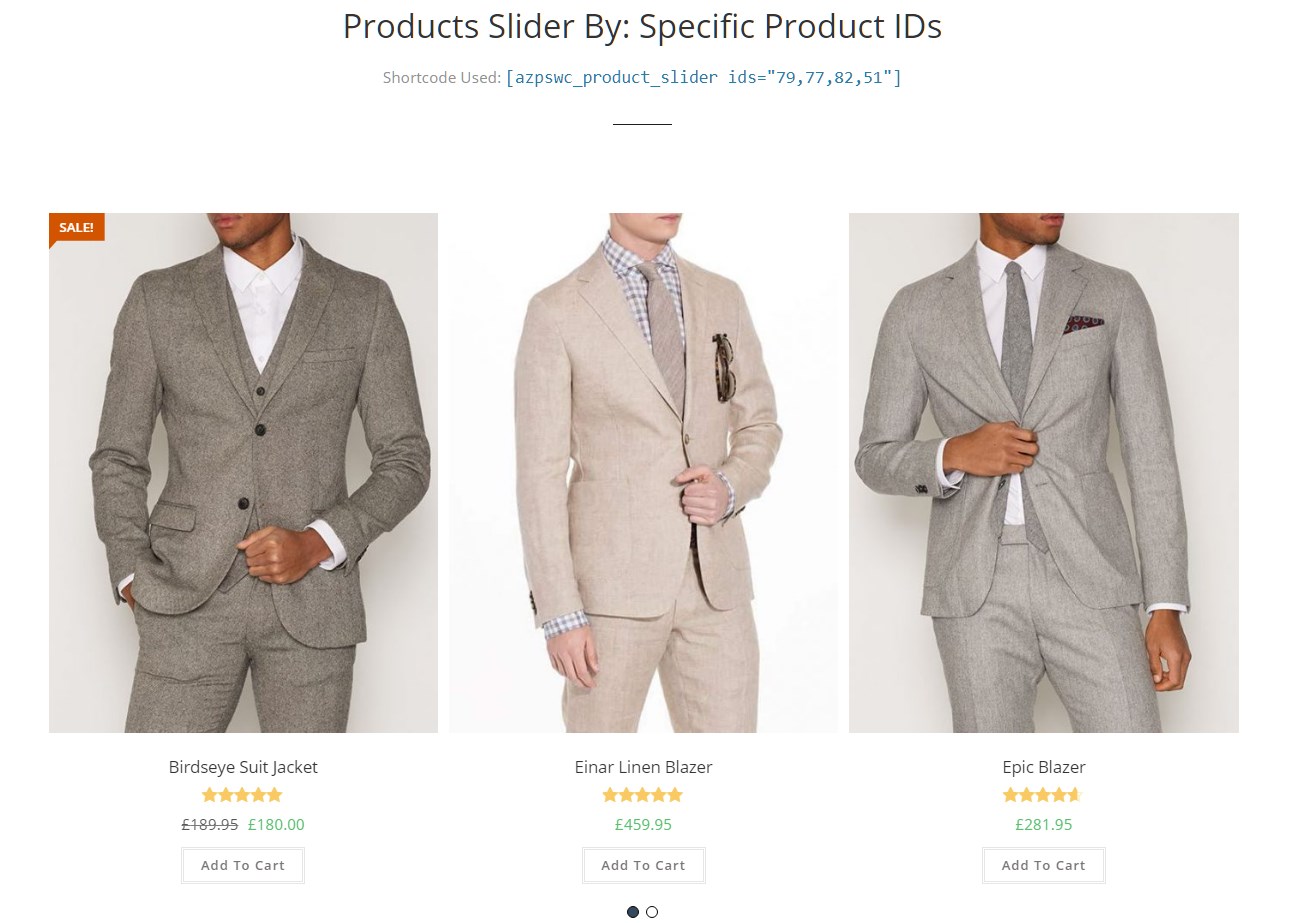 Products Slider By: Specific Product IDs
Shortcode Used: [azpswc_product_slider ids="79,77,82,51"]
SALE!
Birdseye Suit Jacket
£189.95 £180.00
Add To Cart
Einar Linen Blazer
£459.95
Add To Cart
Epic Blazer
£281.95
Add To Cart